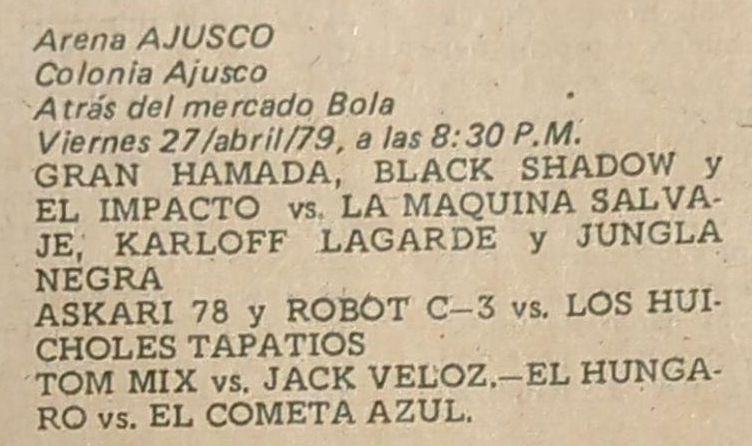 Arena AJUSCO
Colonia Ajusco
Atrás del mercado Bola
Viernes 27/abril/79, a las 8:30 P.M.
GRAN HAMADA, BLACK SHADOW y
EL IMPACTO vs. LA MAQUINA SALVA-
JE, KARLOFF LAGARDE y JUNGLA
NEGRA
ASKARI 78 y ROBOT C—3 vs. LOS HUI-
CHOLES TAPATIOS
TOM MIX vs. JACK VELOZ.—EL HUNGA-
RO vs. EL COMETA AZUL.